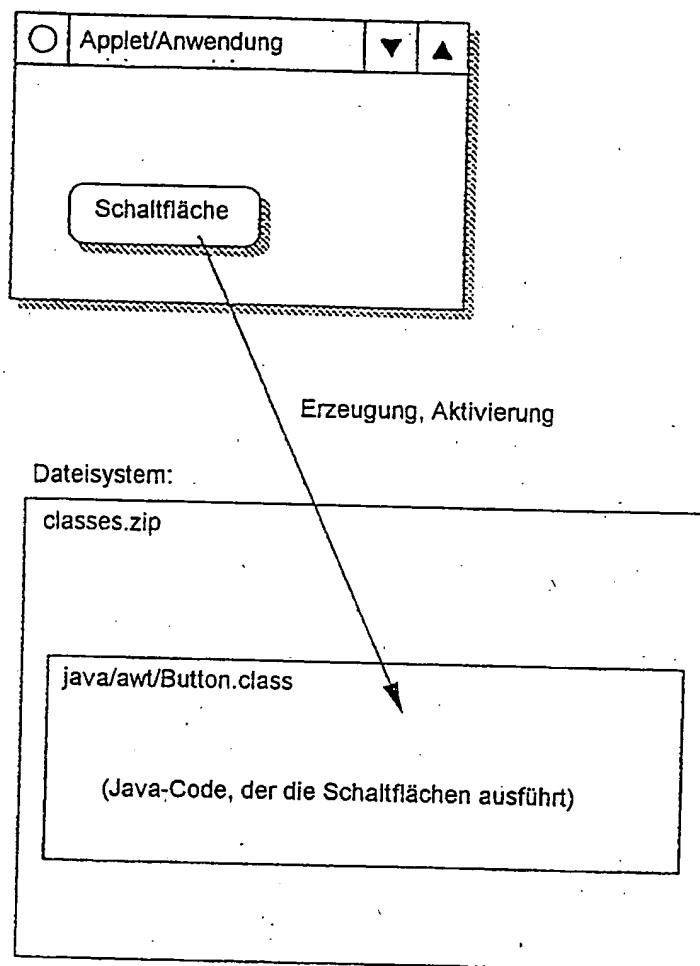 Applet/Anwendung
Schaltfläche
Erzeugung, Aktivierung
Dateisystem:
classes.zip
java/awt/Button.class
(Java-Code, der die Schaltflächen ausführt)